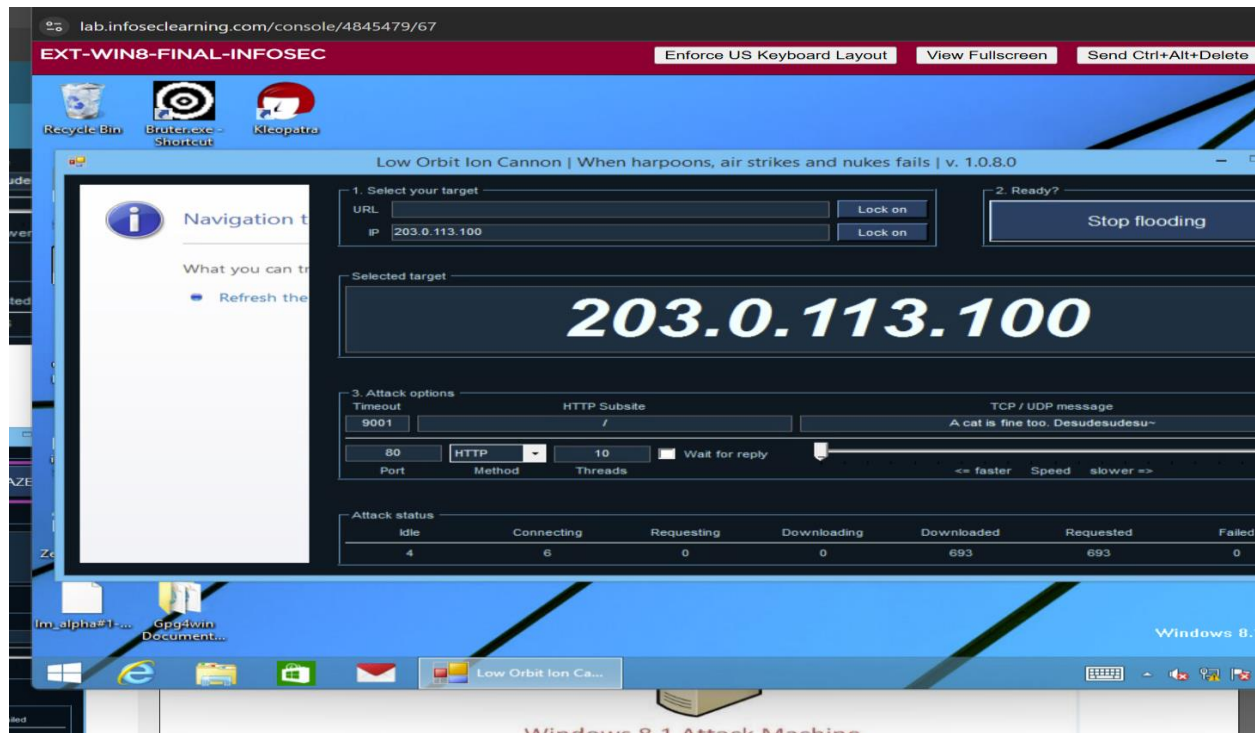 lab.infoseclearning.com/console/4845479/67
EXT-WIN8-FINAL-INFOSEC
Enforce US Keyboard Layout
View Fullscreen
Send Ctrl+Alt+Delete
Recycle Bin
Bruter.exe -
Shortcut
Kleopatra
Low Orbit Ion Cannon | When harpoons, air strikes and nukes fails | v. 1.0.8.0
Navigation t
What you can tr
Refresh the
1. Select your target
URL
Lock on
IP 203.0.113.100 Lock on
2. Ready?
Stop flooding
Selected target
203.0.113.100
3. Attack options
Timeout HTTP Subsite TCP / UDP message
9001 / A cat is fine too. Desudesudesu~
80 HTTP 10 Wait for reply
Port Method Threads <= faster Speed slower =>
Attack status
Idle Connecting Requesting Downloading Downloaded Requested Failed
4 6 0 0 693 693 0
lm_alpha#1-...
Gpg4win
Document...
Windows 8.
Low Orbit Ion Ca...
Windows 8.1 Attack Machine